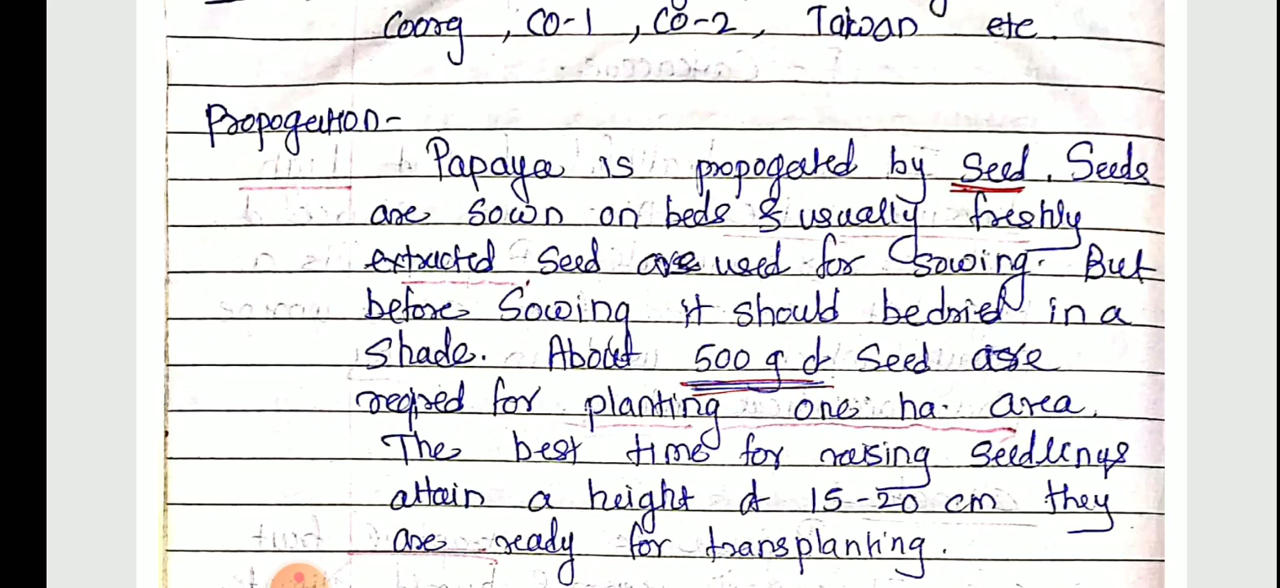 Coorg, CO-1, CO-2, Taiwan etc.
Propogation-
Papaya is propogated by Seed. Seeds
are sown on beds & usually freshly
extracted seed are used for sowing. But
before Sowing it should be dried in a
shade. About 500 g of Seed are
reqired for planting one ha. area.
The best time for raising Seedlings
attain a height of 15-20 cm they
are ready for transplanting.